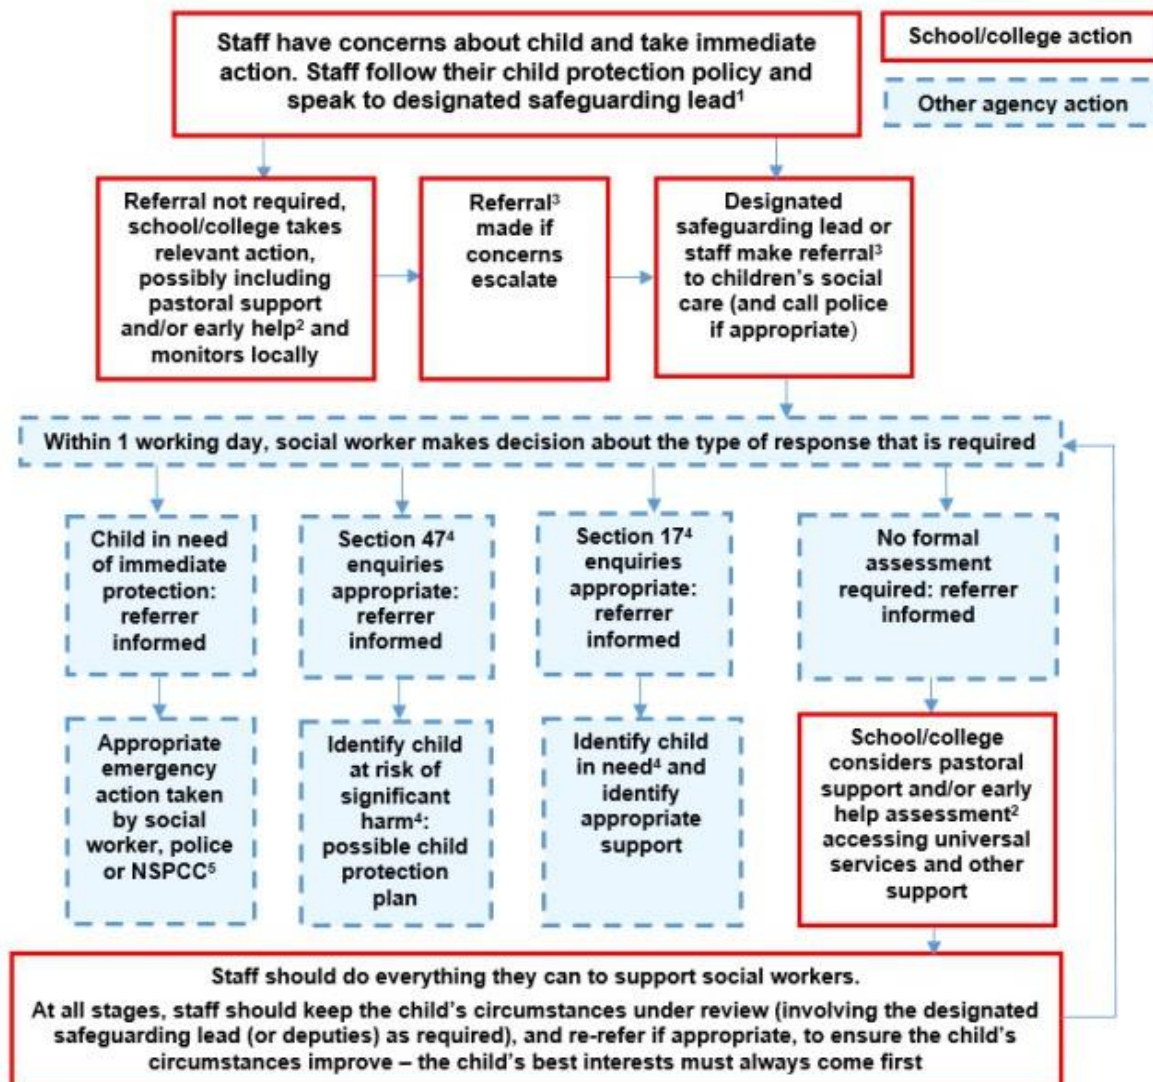 Staff have concerns about child and take immediate
action. Staff follow their child protection policy and
speak to designated safeguarding lead¹
School/college action
Other agency action
Referral not required,
school/college takes
relevant action,
possibly including
pastoral support
and/or early help² and
monitors locally
Referral³
made if
concerns
escalate
Designated
safeguarding lead or
staff make referral³
to children's social
care (and call police
if appropriate)
Within 1 working day, social worker makes decision about the type of response that is required
Child in need
of immediate
protection:
referrer
informed
Section 47⁴
enquiries
appropriate:
referrer
informed
Section 17⁴
enquiries
appropriate:
referrer
informed
No formal
assessment
required: referrer
informed
Appropriate
emergency
action taken
by social
worker, police
or NSPCC⁵
Identify child
at risk of
significant
harm⁴:
possible child
protection
plan
Identify child
in need⁴ and
identify
appropriate
support
School/college
considers pastoral
support and/or early
help assessment²
accessing universal
services and other
support
Staff should do everything they can to support social workers.
At all stages, staff should keep the child's circumstances under review (involving the designated
safeguarding lead (or deputies) as required), and re-refer if appropriate, to ensure the child's
circumstances improve – the child's best interests must always come first